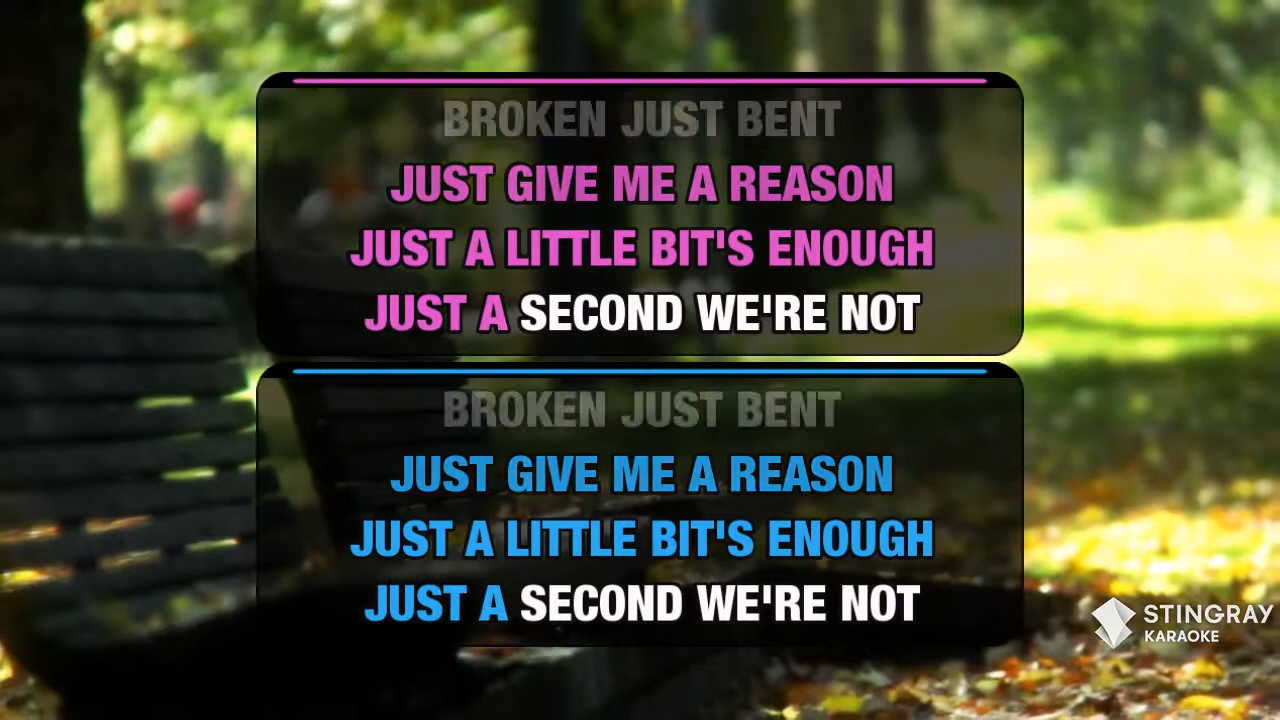 BROKEN JUST BENT
JUST GIVE ME A REASON
JUST A LITTLE BIT'S ENOUGH
JUST A SECOND WE'RE NOT
BROKEN JUST BENT
JUST GIVE ME A REASON
JUST A LITTLE BIT'S ENOUGH
JUST A SECOND WE'RE NOT
STINGRAY
KARAOKE